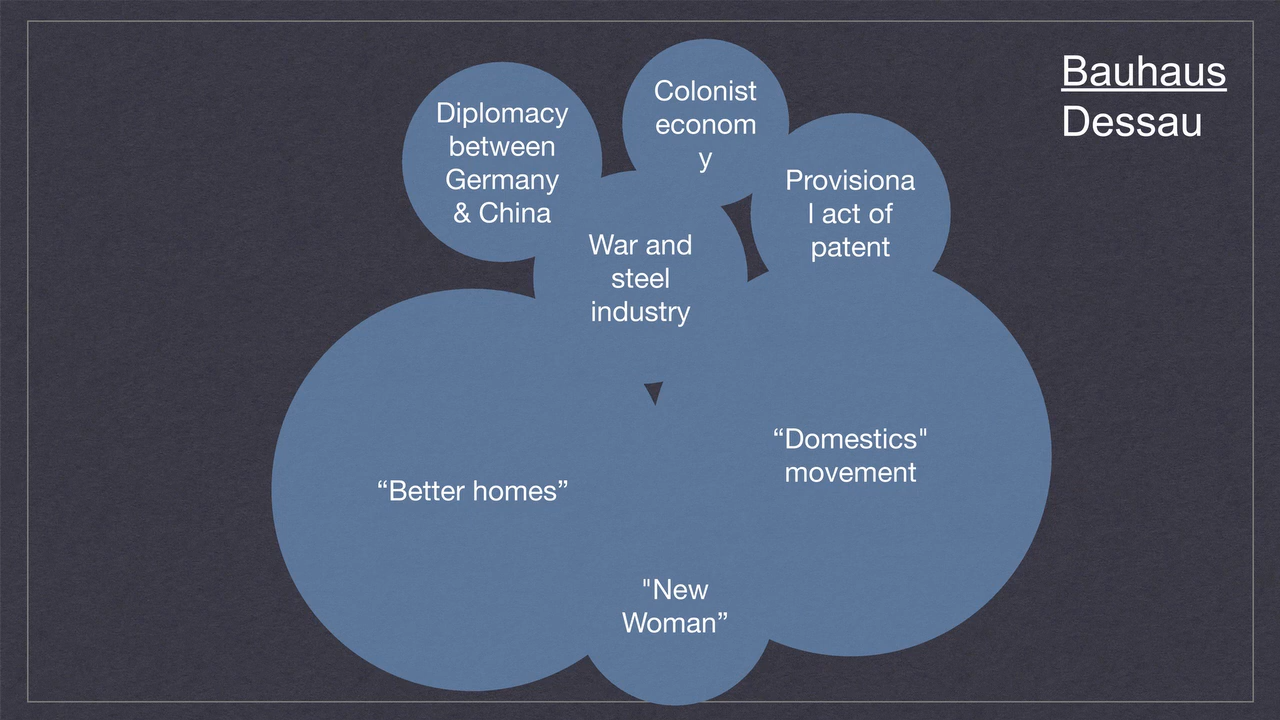 Bauhaus
Dessau
Diplomacy
between
Germany
& China
Colonist
econom
y
Provisiona
l act of
patent
War and
steel
industry
“Better homes”
“Domestics"
movement
"New
Woman”